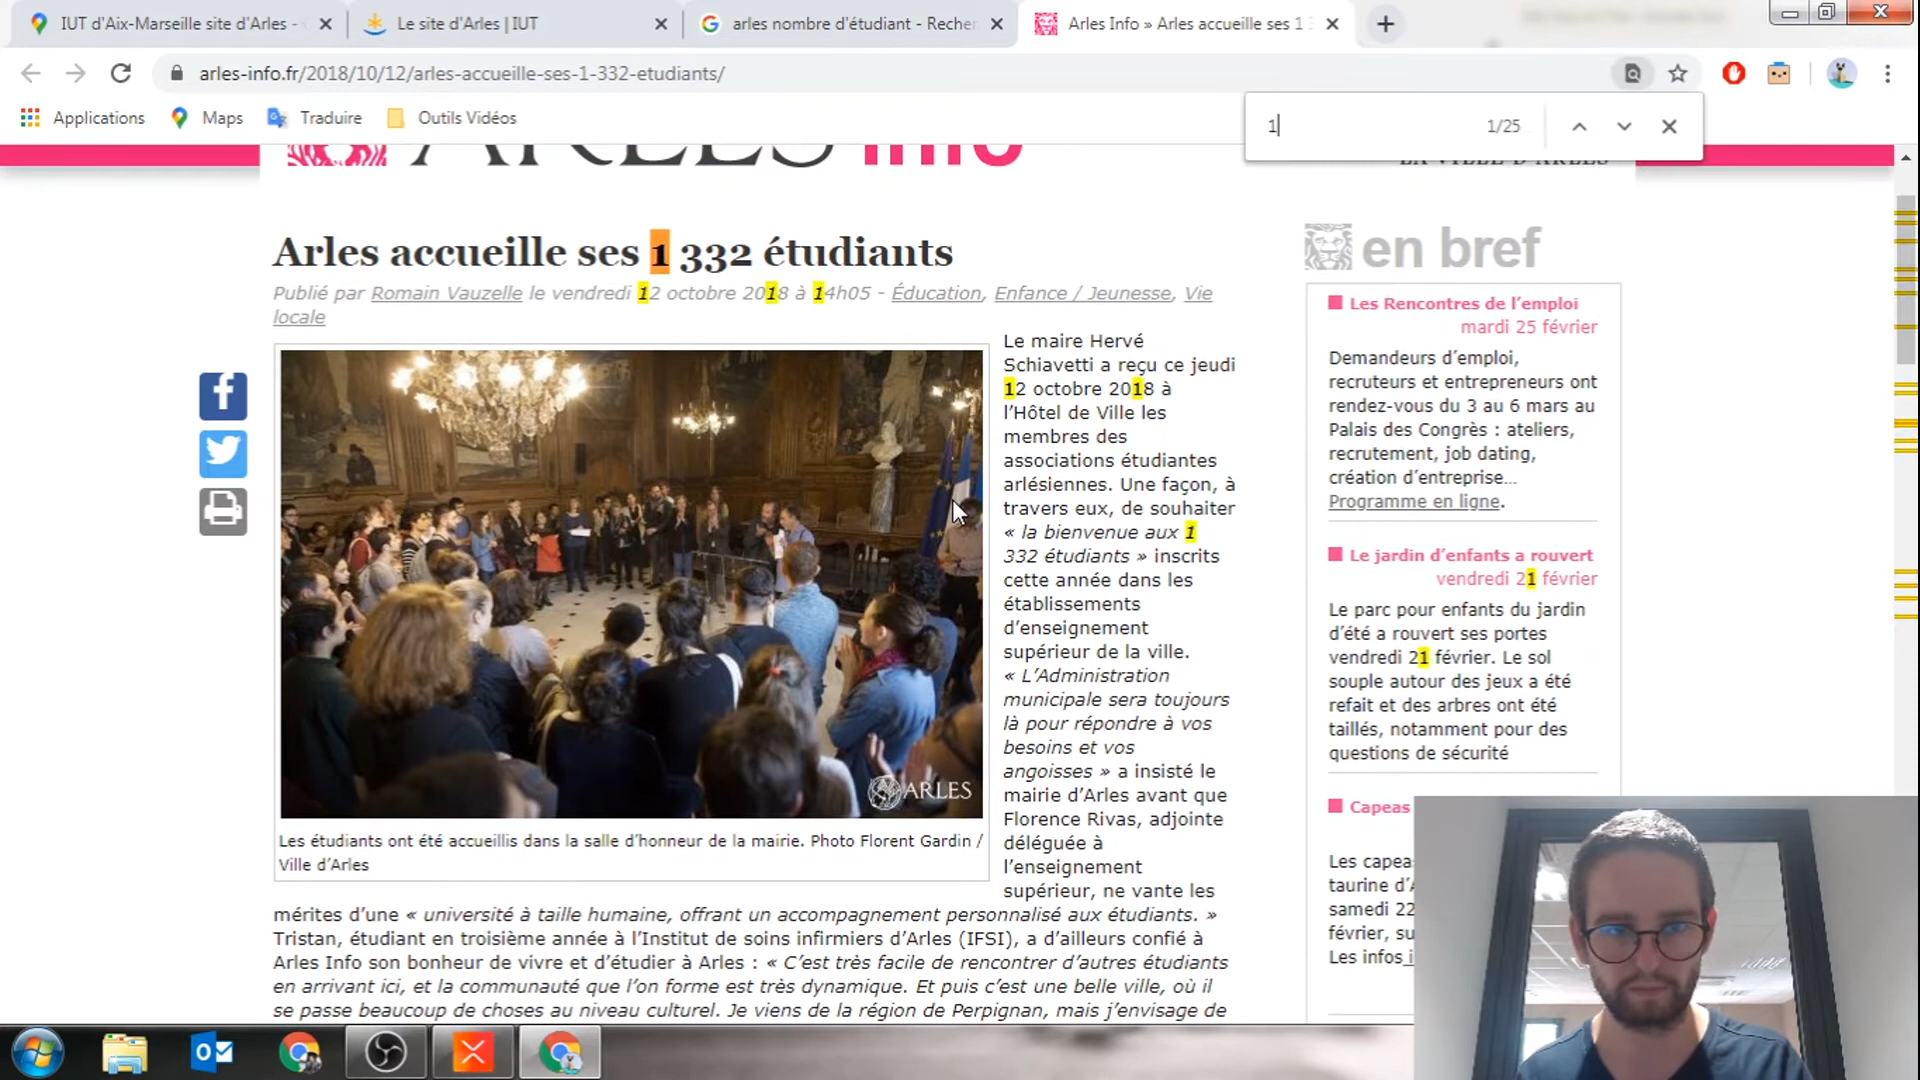 IUT d'Aix-Marseille site d'Arles -
Le site d'Arles | IUT
arles nombre d'étudiant - Recher
Arles Info » Arles accueille ses 1 3
arles-info.fr/2018/10/12/arles-accueille-ses-1-332-etudiants/
Applications
Maps
Traduire
Outils Vidéos
1
1/25
ARLES info
LA VILLE D'ARLES
Arles accueille ses 1 332 étudiants
Publié par Romain Vauzelle le vendredi 12 octobre 2018 à 14h05 - Éducation, Enfance / Jeunesse, Vie
locale
Le maire Hervé
Schiavetti a reçu ce jeudi
12 octobre 2018 à
l'Hôtel de Ville les
membres des
associations étudiantes
arlésiennes. Une façon, à
travers eux, de souhaiter
« la bienvenue aux 1
332 étudiants » inscrits
cette année dans les
établissements
d'enseignement
supérieur de la ville.
« L'Administration
municipale sera toujours
là pour répondre à vos
besoins et vos
angoisses » a insisté le
mairie d'Arles avant que
Florence Rivas, adjointe
déléguée à
l'enseignement
supérieur, ne vante les
ARLES
Les étudiants ont été accueillis dans la salle d'honneur de la mairie. Photo Florent Gardin /
Ville d'Arles
mérites d'une « université à taille humaine, offrant un accompagnement personnalisé aux étudiants. »
Tristan, étudiant en troisième année à l'Institut de soins infirmiers d'Arles (IFSI), a d'ailleurs confié à
Arles Info son bonheur de vivre et d'étudier à Arles : « C'est très facile de rencontrer d'autres étudiants
en arrivant ici, et la communauté que l'on forme est très dynamique. Et puis c'est une belle ville, où il
se passe beaucoup de choses au niveau culturel. Je viens de la région de Perpignan, mais j'envisage de
en bref
Les Rencontres de l'emploi
mardi 25 février
Demandeurs d'emploi,
recruteurs et entrepreneurs ont
rendez-vous du 3 au 6 mars au
Palais des Congrès : ateliers,
recrutement, job dating,
création d'entreprise...
Programme en ligne.
Le jardin d'enfants a rouvert
vendredi 21 février
Le parc pour enfants du jardin
d'été a rouvert ses portes
vendredi 21 février. Le sol
souple autour des jeux a été
refait et des arbres ont été
taillés, notamment pour des
questions de sécurité
Capeas
Les capea
taurine d'A
samedi 22
février, su
Les infos i